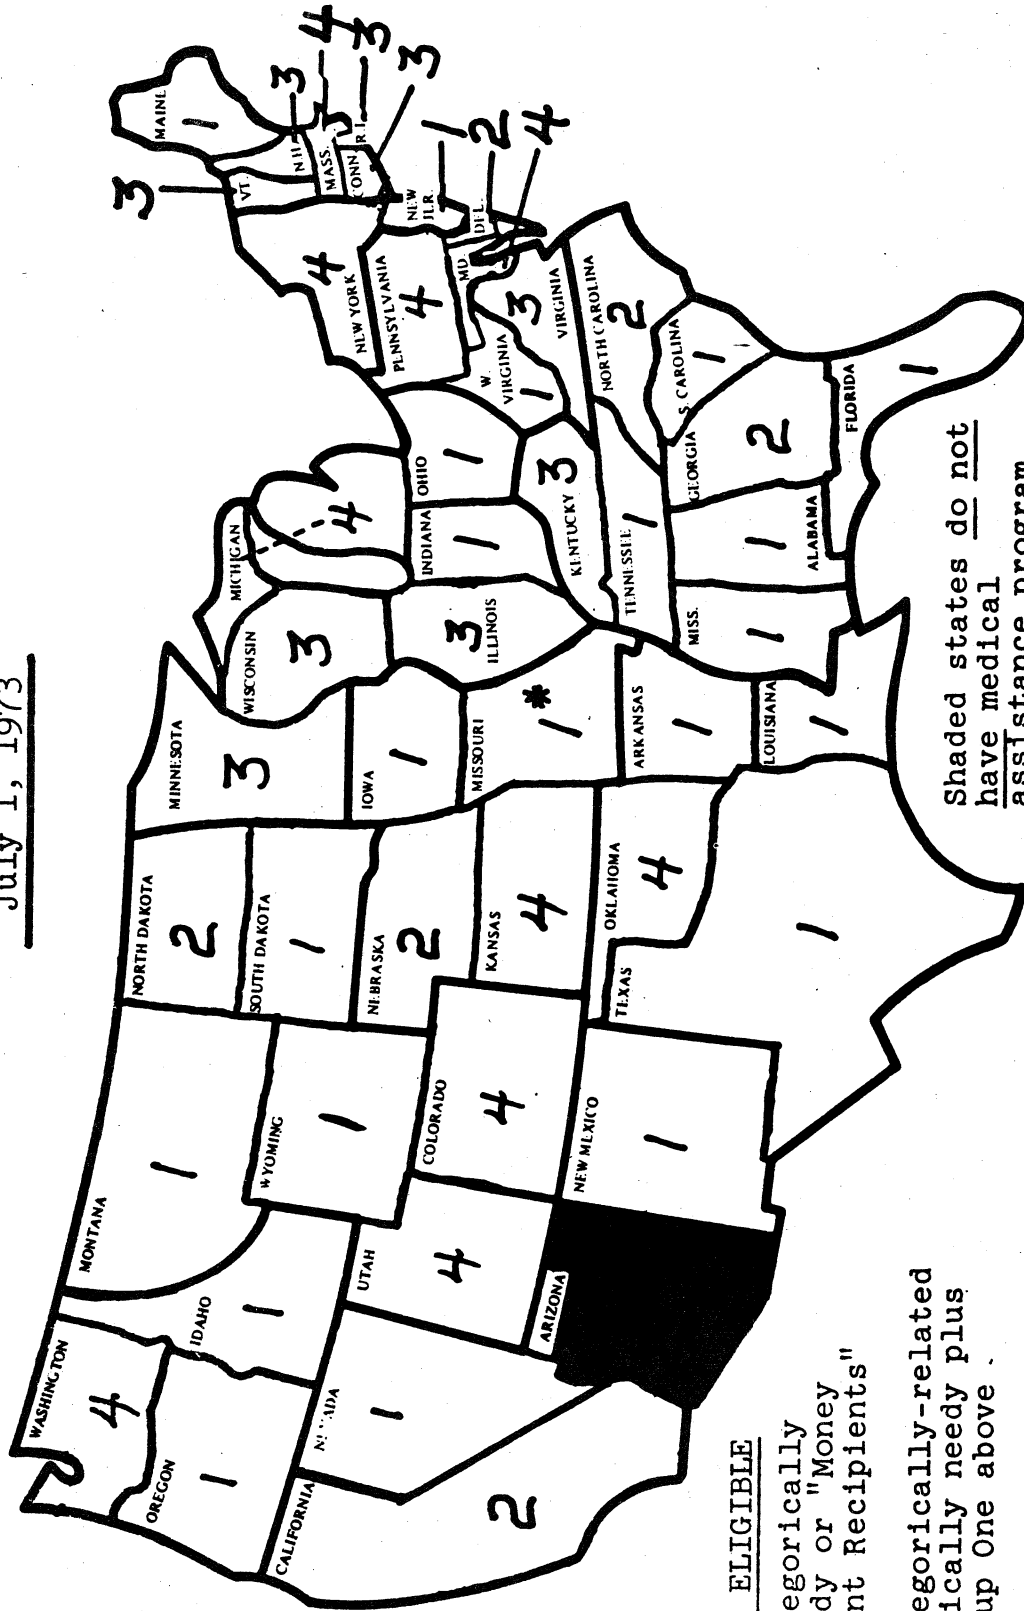 July 1, 1973
WASHINGTON
4
OREGON
1
CALIFORNIA
2
1
IDAHO
1
MONTANA
1
WYOMING
1
UTAH
4
ARIZONA
COLORADO
4
NEW MEXICO
1
NORTH DAKOTA
2
SOUTH DAKOTA
1
NEBRASKA
2
KANSAS
4
OKLAHOMA
4
TEXAS
1
MINNESOTA
3
IOWA
1
MISSOURI
1 *
ARKANSAS
1
LOUISIANA
1
WISCONSIN
3
ILLINOIS
3
MICHIGAN
4
INDIANA
1
OHIO
1
KENTUCKY
3
TENNESSEE
1
MISS.
1
ALABAMA
1
GEORGIA
2
FLORIDA
1
S. CAROLINA
1
NORTH CAROLINA
2
VIRGINIA
3
W.
VIRGINIA
1
MD.
4
DEL.
2
PENNSYLVANIA
4
NEW
JER.
1
NEW YORK
4
CONN.
3
R.I.
3
MASS.
4
VT.
3
N.H.
3
MAINE
1
ELIGIBLE
egorically
dy or "Money
nt Recipients"
egorically-related
ically needy plus
up One above .
Shaded states do not
have medical
assistance program